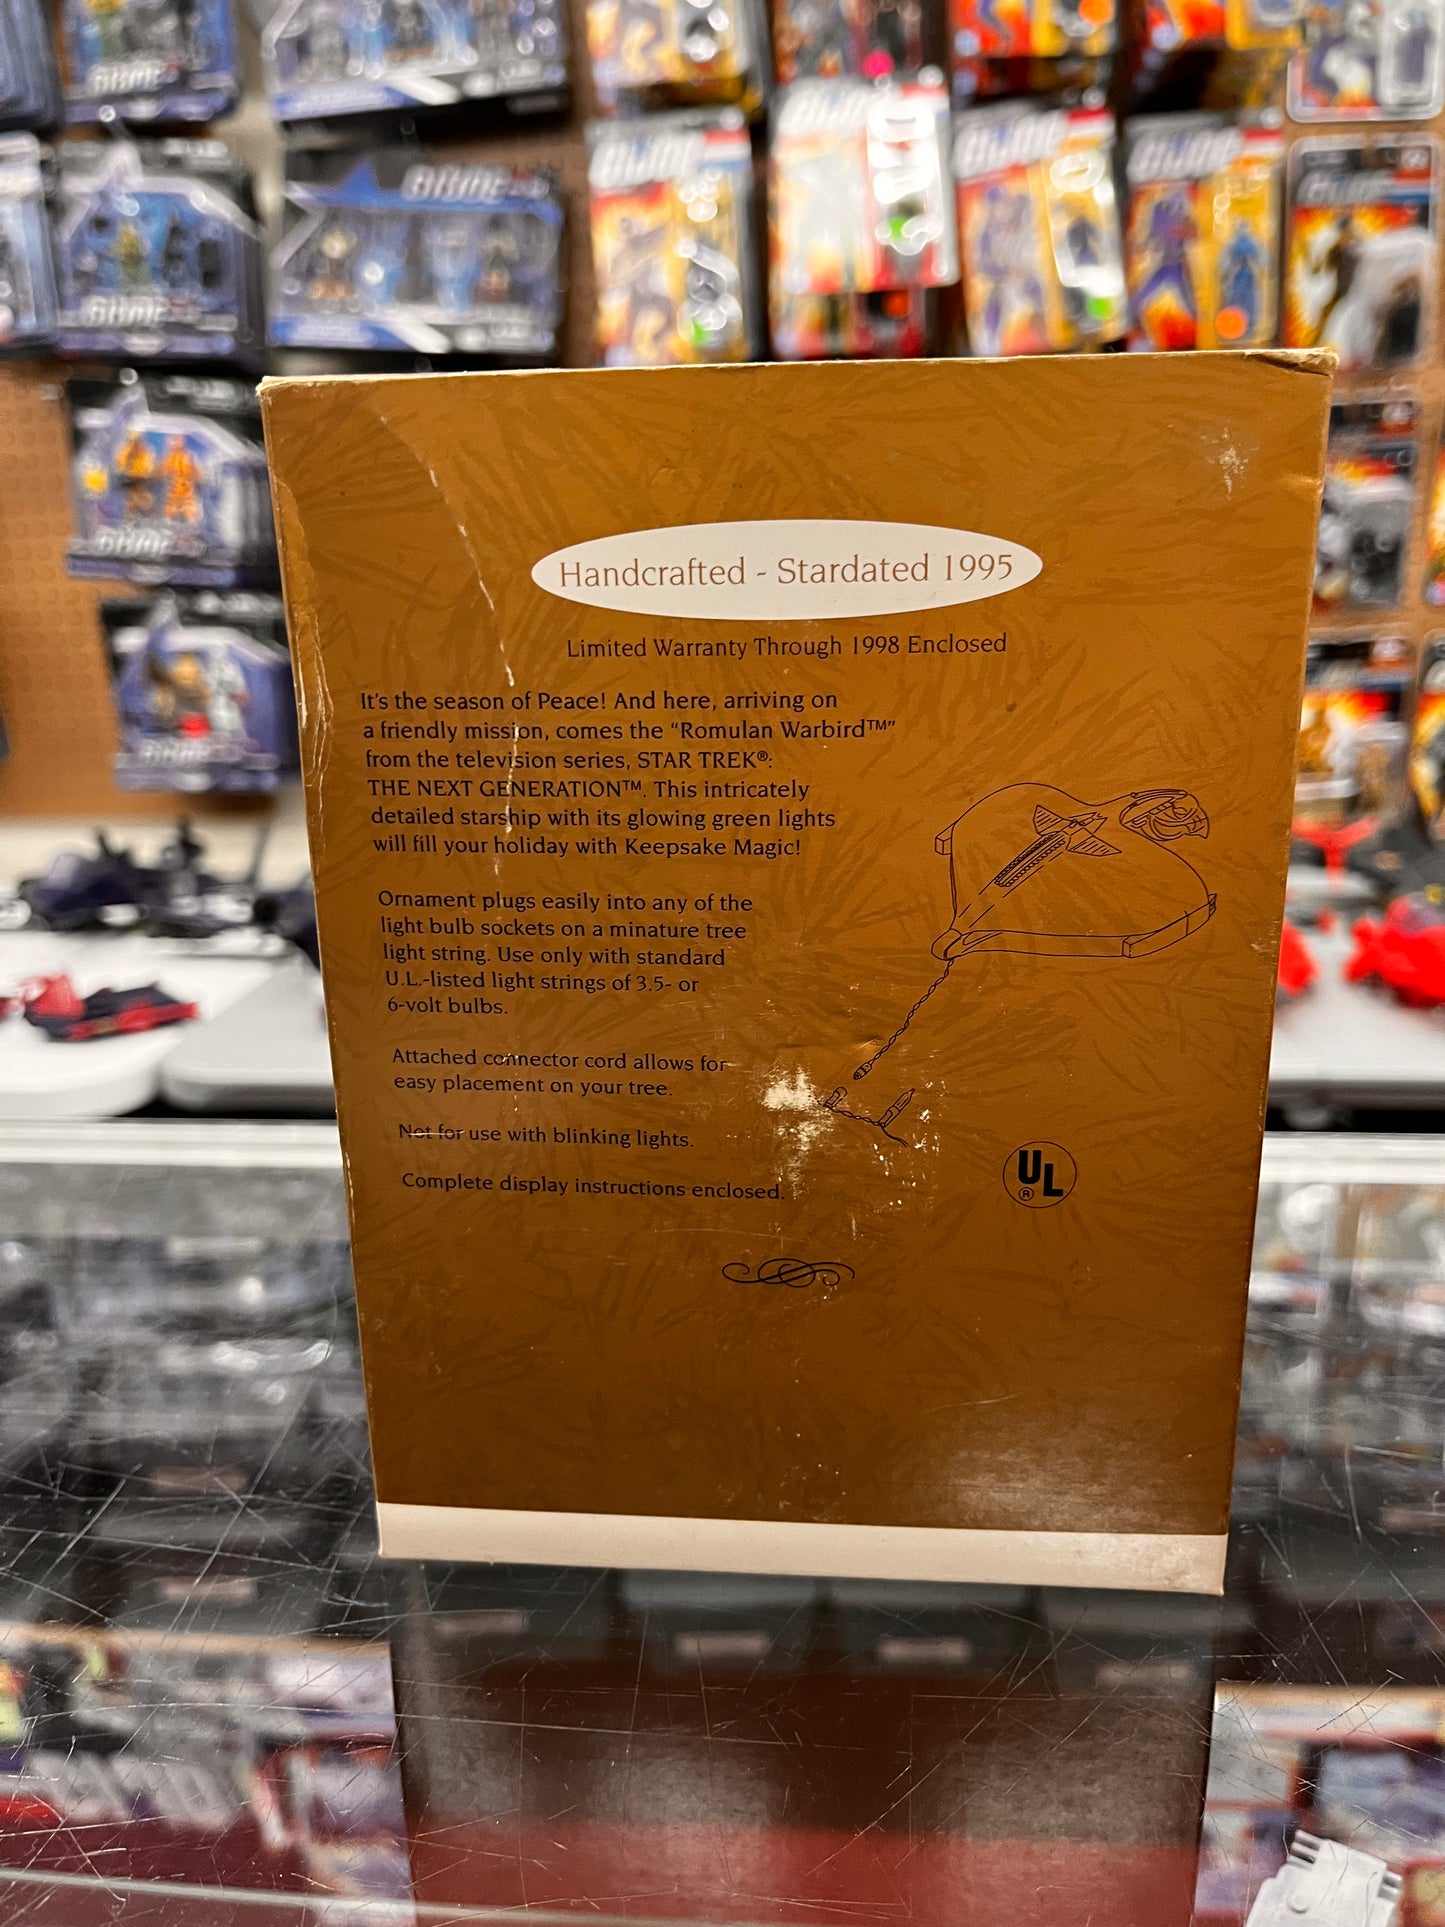 Handcrafted - Stardated 1995
Limited Warranty Through 1998 Enclosed
It's the season of Peace! And here, arriving on
a friendly mission, comes the “Romulan Warbird™”
from the television series, STAR TREK®:
THE NEXT GENERATION™. This intricately
detailed starship with its glowing green lights
will fill your holiday with Keepsake Magic!
Ornament plugs easily into any of the
light bulb sockets on a minature tree
light string. Use only with standard
U.L.-listed light strings of 3.5- or
6-volt bulbs.
Attached connector cord allows for
easy placement on your tree.
Not for use with blinking lights.
Complete display instructions enclosed.
UL
®